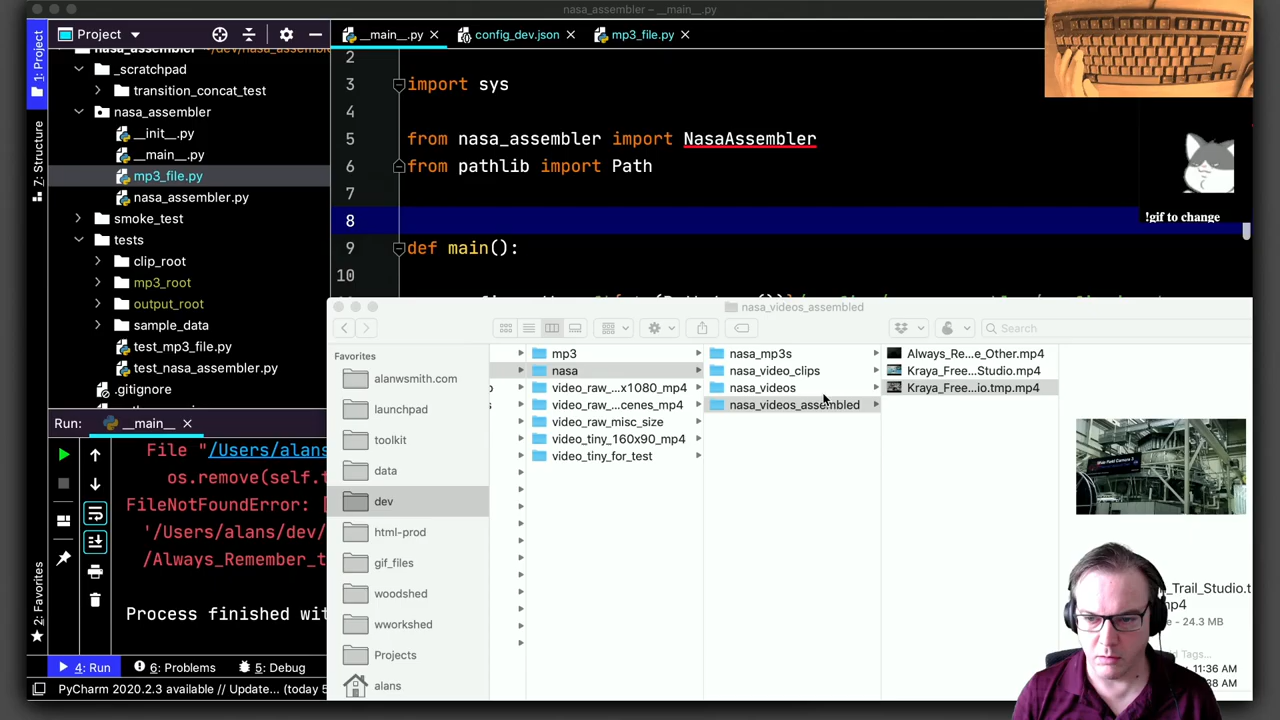 nasa_assembler – __main__.py
Project
__main__.py
config_dev.json
mp3_file.py
1: Project
7: Structure
2: Favorites
_scratchpad
transition_concat_test
nasa_assembler
__init__.py
__main__.py
mp3_file.py
nasa_assembler.py
smoke_test
tests
clip_root
mp3_root
output_root
sample_data
test_mp3_file.py
test_nasa_assembler.py
.gitignore
2
3 import sys
4
5 from nasa_assembler import NasaAssembler
6 from pathlib import Path
7
8
9 def main():
10
!gif to change
Run: __main__
File "/Users/alans
os.remove(self.t
FileNotFoundError: [
'/Users/alans/dev/
/Always_Remember_t
Process finished wit
4: Run
6: Problems
5: Debug
PyCharm 2020.2.3 available // Update... (today 5
nasa_videos_assembled
Search
Favorites
alanwsmith.com
launchpad
toolkit
data
dev
html-prod
gif_files
woodshed
wworkshed
Projects
alans
mp3
nasa
video_raw_...x1080_mp4
video_raw_...cenes_mp4
video_raw_misc_size
video_tiny_160x90_mp4
video_tiny_for_test
nasa_mp3s
nasa_video_clips
nasa_videos
nasa_videos_assembled
Always_Re...e_Other.mp4
Kraya_Free...Studio.mp4
Kraya_Free...io.tmp.mp4
_Trail_Studio.t
24.3 MB
Add Tags...
11:36 AM